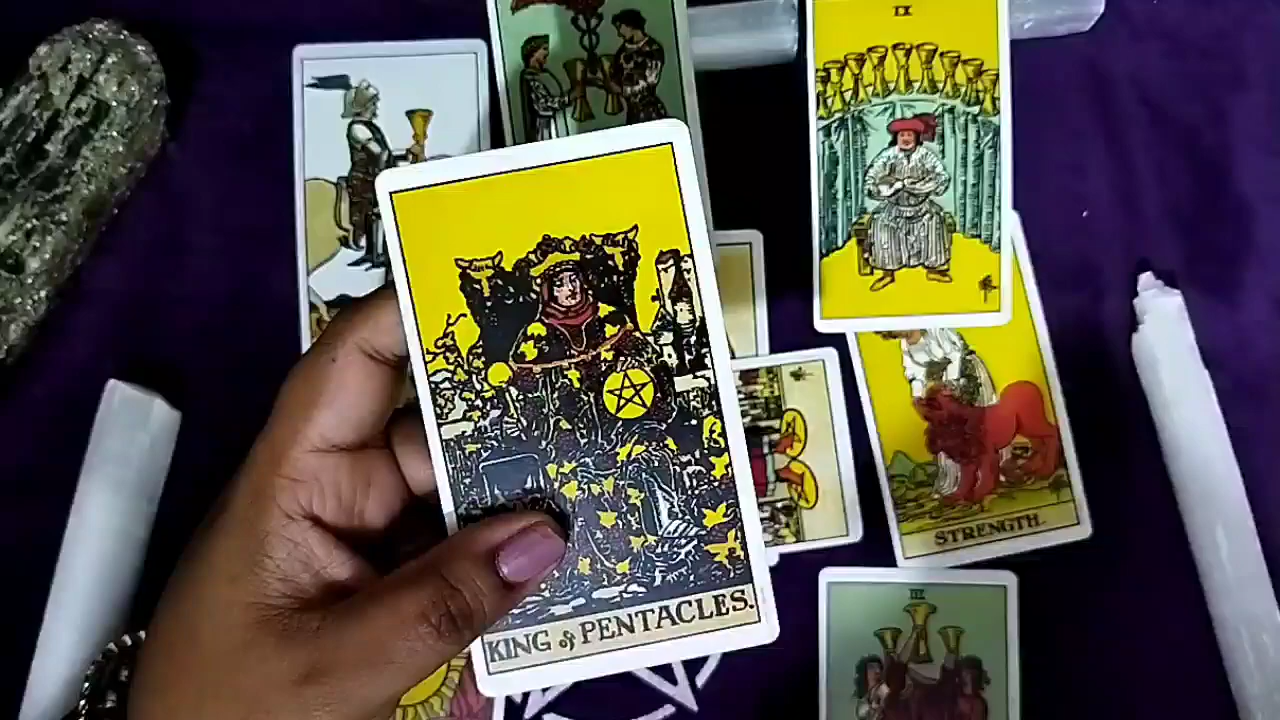 IX
KING of PENTACLES.
STRENGTH.
III